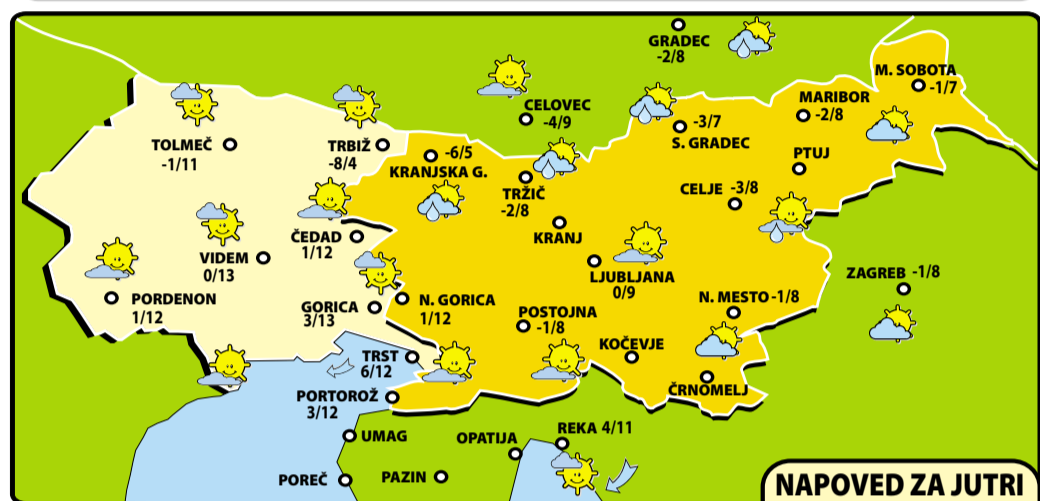 GRADEC
-2/8
M. SOBOTA
-1/7
CELOVEC
-4/9
MARIBOR
-2/8
-3/7
S. GRADEC
TOLMEČ
-1/11
TRBIŽ
-8/4
-6/5
KRANJSKA G.
PTUJ
TRŽIČ
-2/8
CELJE -3/8
KRANJ
ČEDAD
1/12
VIDEM
0/13
LJUBLJANA
0/9
ZAGREB -1/8
PORDENON
1/12
GORICA
3/13
N. GORICA
1/12
POSTOJNA
-1/8
N. MESTO -1/8
KOČEVJE
TRST
6/12
ČRNOMELJ
PORTOROŽ
3/12
UMAG
OPATIJA
REKA 4/11
POREČ
PAZIN
NAPOVED ZA JUTRI